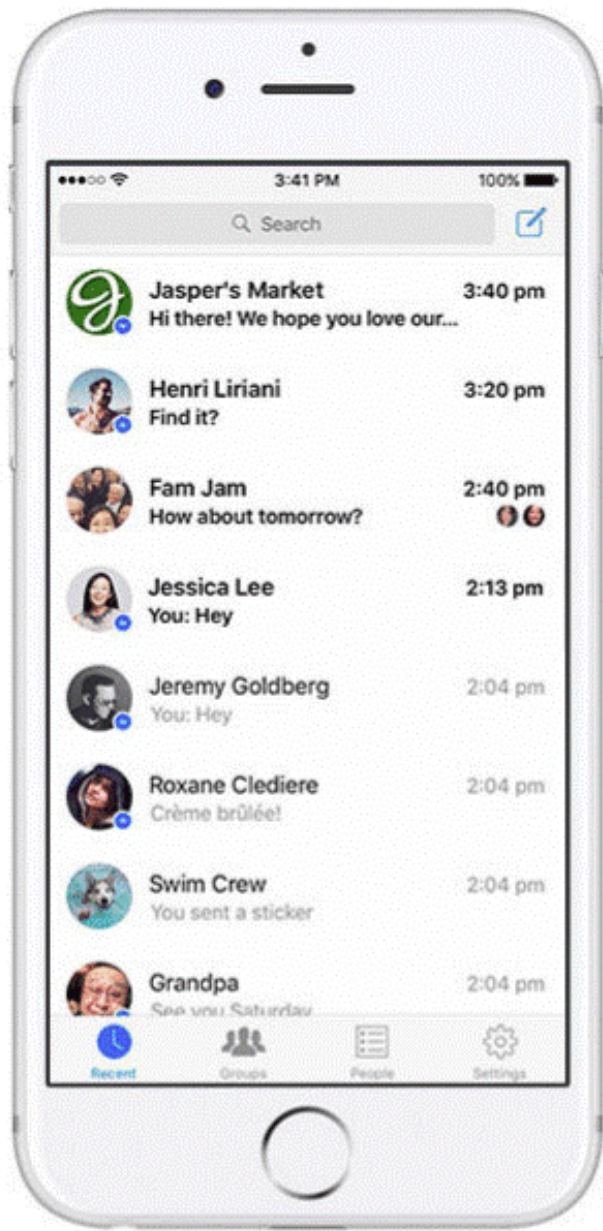 3:41 PM
100%
Search
Jasper's Market
3:40 pm
Hi there! We hope you love our...
Henri Liriani
3:20 pm
Find it?
Fam Jam
2:40 pm
How about tomorrow?
Jessica Lee
2:13 pm
You: Hey
Jeremy Goldberg
2:04 pm
You: Hey
Roxane Clediere
2:04 pm
Crème brûlée!
Swim Crew
2:04 pm
You sent a sticker
Grandpa
2:04 pm
See you Saturday
Recent
Groups
People
Settings